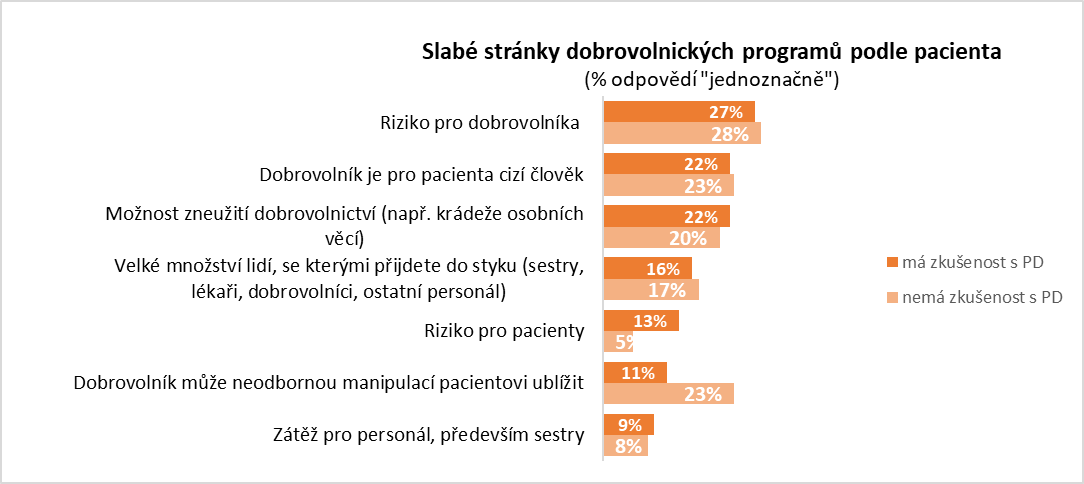 Slabé stránky dobrovolnických programů podle pacienta
(% odpovědí "jednoznačně")
Riziko pro dobrovolníka
27%
28%
Dobrovolník je pro pacienta cizí člověk
22%
23%
Možnost zneužití dobrovolnictví (např. krádeže osobních
věcí)
22%
20%
Velké množství lidí, se kterými přijdete do styku (sestry,
lékaři, dobrovolníci, ostatní personál)
16%
17%
Riziko pro pacienty
13%
5%
Dobrovolník může neodbornou manipulací pacientovi ublížit
11%
23%
Zátěž pro personál, především sestry
9%
8%
má zkušenost s PD
nemá zkušenost s PD